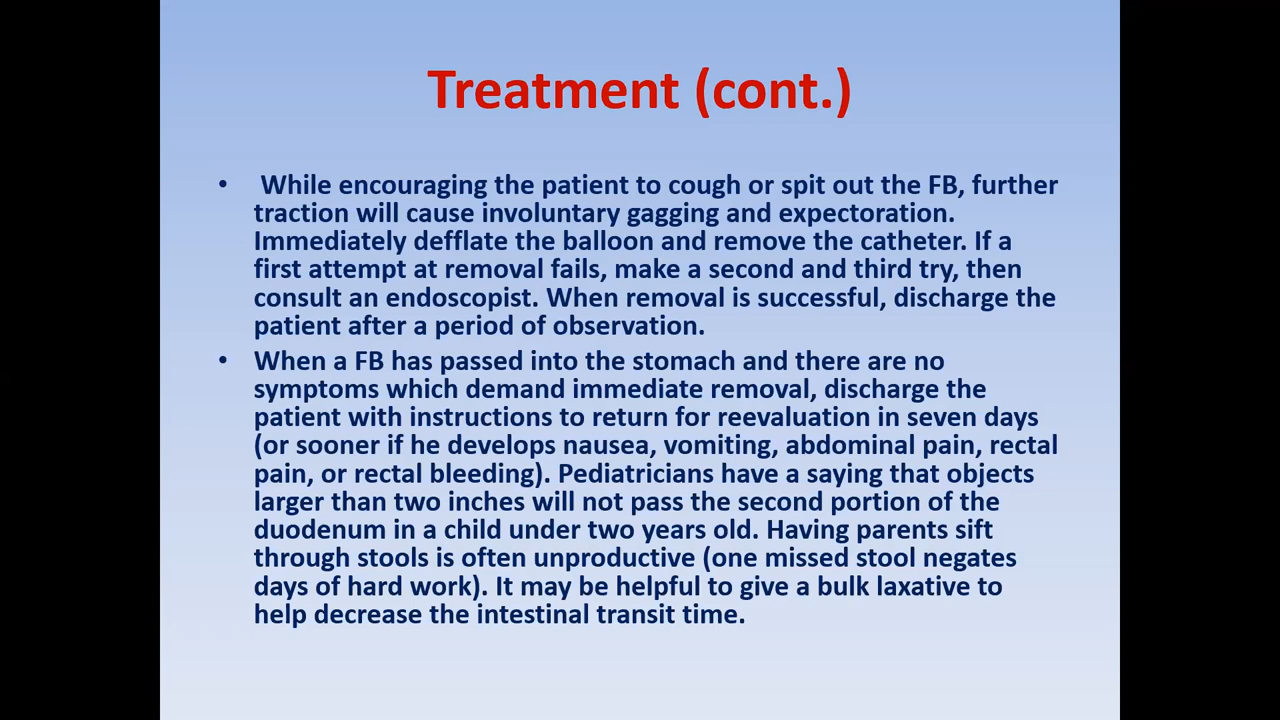 Treatment (cont.)
• While encouraging the patient to cough or spit out the FB, further
traction will cause involuntary gagging and expectoration.
Immediately defflate the balloon and remove the catheter. If a
first attempt at removal fails, make a second and third try, then
consult an endoscopist. When removal is successful, discharge the
patient after a period of observation.
• When a FB has passed into the stomach and there are no
symptoms which demand immediate removal, discharge the
patient with instructions to return for reevaluation in seven days
(or sooner if he develops nausea, vomiting, abdominal pain, rectal
pain, or rectal bleeding). Pediatricians have a saying that objects
larger than two inches will not pass the second portion of the
duodenum in a child under two years old. Having parents sift
through stools is often unproductive (one missed stool negates
days of hard work). It may be helpful to give a bulk laxative to
help decrease the intestinal transit time.